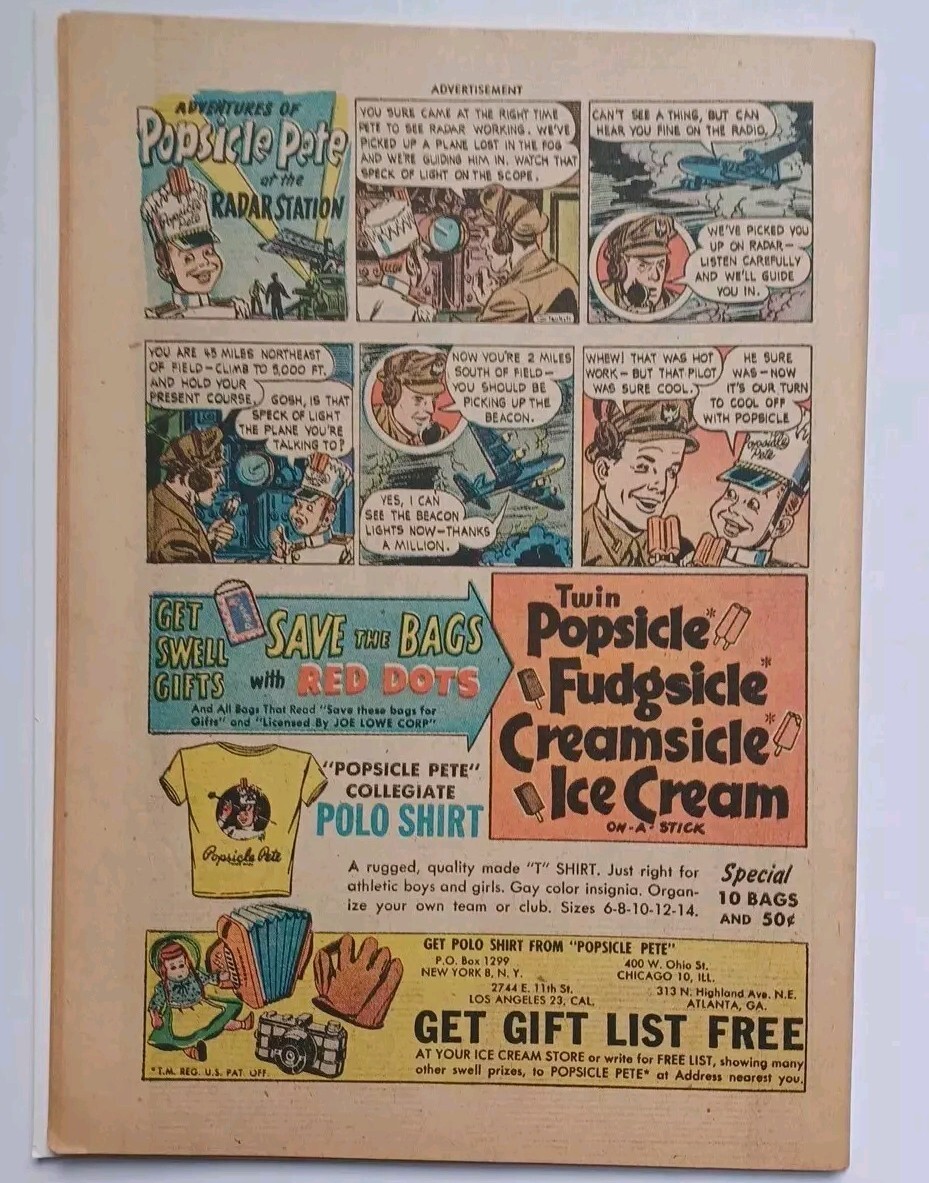 ADVERTISEMENT
ADVENTURES OF
Popsicle Pete
at the
RADAR STATION
Popsicle
Pete
YOU SURE CAME AT THE RIGHT TIME
PETE TO SEE RADAR WORKING. WE'VE
PICKED UP A PLANE LOST IN THE FOG
AND WE'RE GUIDING HIM IN. WATCH THAT
SPECK OF LIGHT ON THE SCOPE.
CAN'T SEE A THING, BUT CAN
HEAR YOU FINE ON THE RADIO.
WE'VE PICKED YOU
UP ON RADAR—
LISTEN CAREFULLY
AND WE'LL GUIDE
YOU IN.
YOU ARE 45 MILES NORTHEAST
OF FIELD—CLIMB TO 5,000 FT.
AND HOLD YOUR
PRESENT COURSE.
GOSH, IS THAT
SPECK OF LIGHT
THE PLANE YOU'RE
TALKING TO?
NOW YOU'RE 2 MILES
SOUTH OF FIELD—
YOU SHOULD BE
PICKING UP THE
BEACON.
YES, I CAN
SEE THE BEACON
LIGHTS NOW—THANKS
A MILLION.
WHEW! THAT WAS HOT
WORK—BUT THAT PILOT
WAS SURE COOL.
HE SURE
WAS—NOW
IT'S OUR TURN
TO COOL OFF
WITH POPSICLE
Popsicle
Pete
GET
SWELL
GIFTS
SAVE THE BAGS
with RED DOTS
And All Bags That Read "Save these bags for
Gifts" and "Licensed By JOE LOWE CORP"
Twin
Popsicle*
Fudgsicle*
Creamsicle*
Ice Cream
ON-A-STICK
"POPSICLE PETE"
COLLEGIATE
POLO SHIRT
Popsicle Pete
A rugged, quality made "T" SHIRT. Just right for
athletic boys and girls. Gay color insignia. Organ-
ize your own team or club. Sizes 6-8-10-12-14.
Special
10 BAGS
AND 50¢
GET POLO SHIRT FROM "POPSICLE PETE"
P.O. Box 1299
NEW YORK 8, N. Y.
400 W. Ohio St.
CHICAGO 10, ILL.
2744 E. 11th St.
LOS ANGELES 23, CAL.
313 N. Highland Ave. N.E.
ATLANTA, GA.
GET GIFT LIST FREE
AT YOUR ICE CREAM STORE or write for FREE LIST, showing many
other swell prizes, to POPSICLE PETE* at Address nearest you.
*T.M. REG. U.S. PAT. OFF.